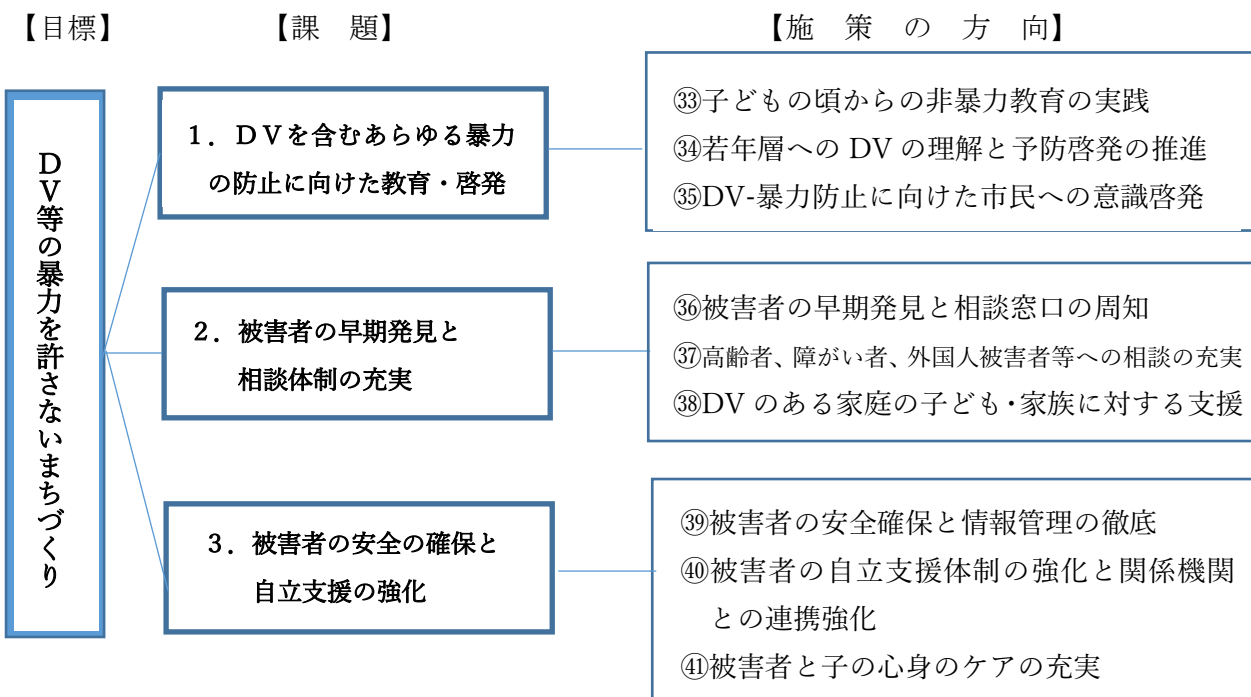 【目標】
【課　題】
【施　策　の　方　向】
ＤＶ等の暴力を許さないまちづくり
１．ＤＶを含むあらゆる暴力
の防止に向けた教育・啓発
㉝子どもの頃からの非暴力教育の実践
㉞若年層への DV の理解と予防啓発の推進
㉟DV-暴力防止に向けた市民への意識啓発
２．被害者の早期発見と
相談体制の充実
㊱被害者の早期発見と相談窓口の周知
㊲高齢者、障がい者、外国人被害者等への相談の充実
㊳DV のある家庭の子ども・家族に対する支援
３．被害者の安全の確保と
自立支援の強化
㊴被害者の安全確保と情報管理の徹底
㊵被害者の自立支援体制の強化と関係機関
との連携強化
㊶被害者と子の心身のケアの充実